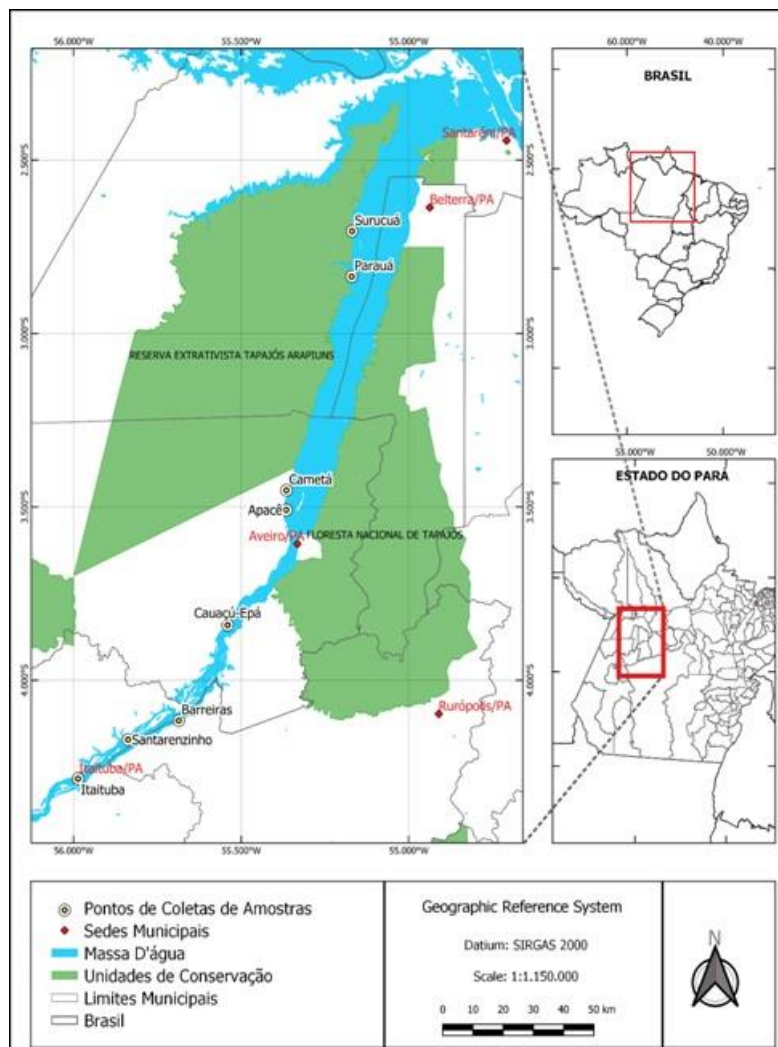 56.000°W 55.500°W 55.000°W
2.500°S
3.000°S
3.500°S
4.000°S
Santarém/PA
Belterra/PA
Surucuá
Parauá
RESERVA EXTRATIVISTA TAPAJÓS ARAPIUNS
Cametá
Apacê
Aveiro/PA
FLORESTA NACIONAL DE TAPAJÓS
Cauaçú-Epá
Rurópolis/PA
Barreiras
Santarenzinho
Itaituba/PA
Itaituba
2.500°S
3.000°S
3.500°S
4.000°S
56.000°W 55.500°W 55.000°W
60.000°W 40.000°W
BRASIL
55.000°W 50.000°W
ESTADO DO PARÁ
Pontos de Coletas de Amostras
Sedes Municipais
Massa D'água
Unidades de Conservação
Limites Municipais
Brasil
Geographic Reference System
Datium: SIRGAS 2000
Scale: 1:1.150.000
0 10 20 30 40 50 km
N